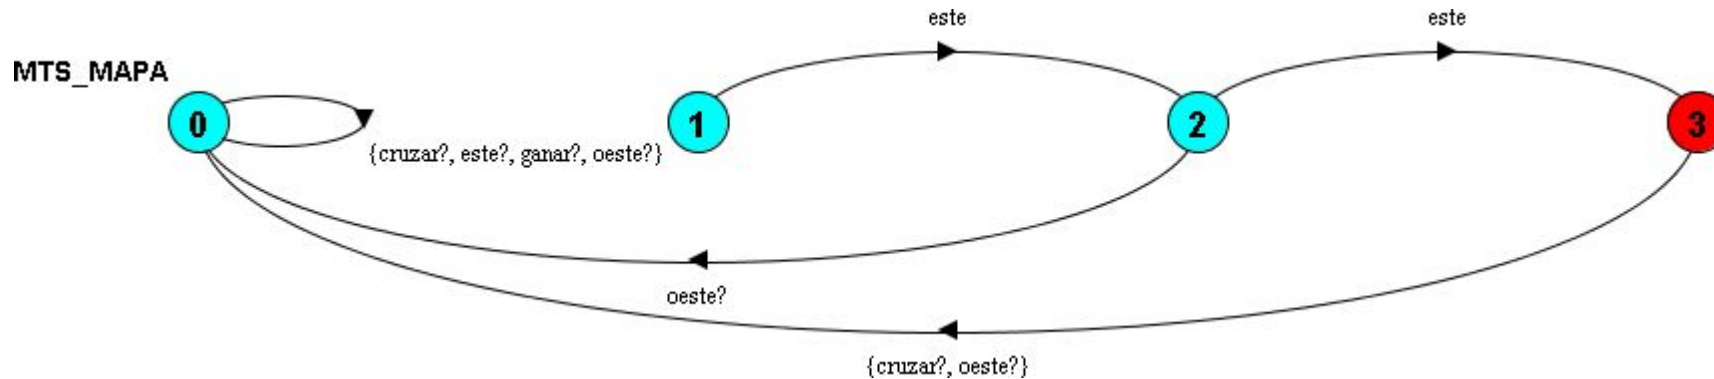 este
este
MTS_MAPA
0
1
2
3
{cruzar?, este?, ganar?, oeste?}
oeste?
{cruzar?, oeste?}